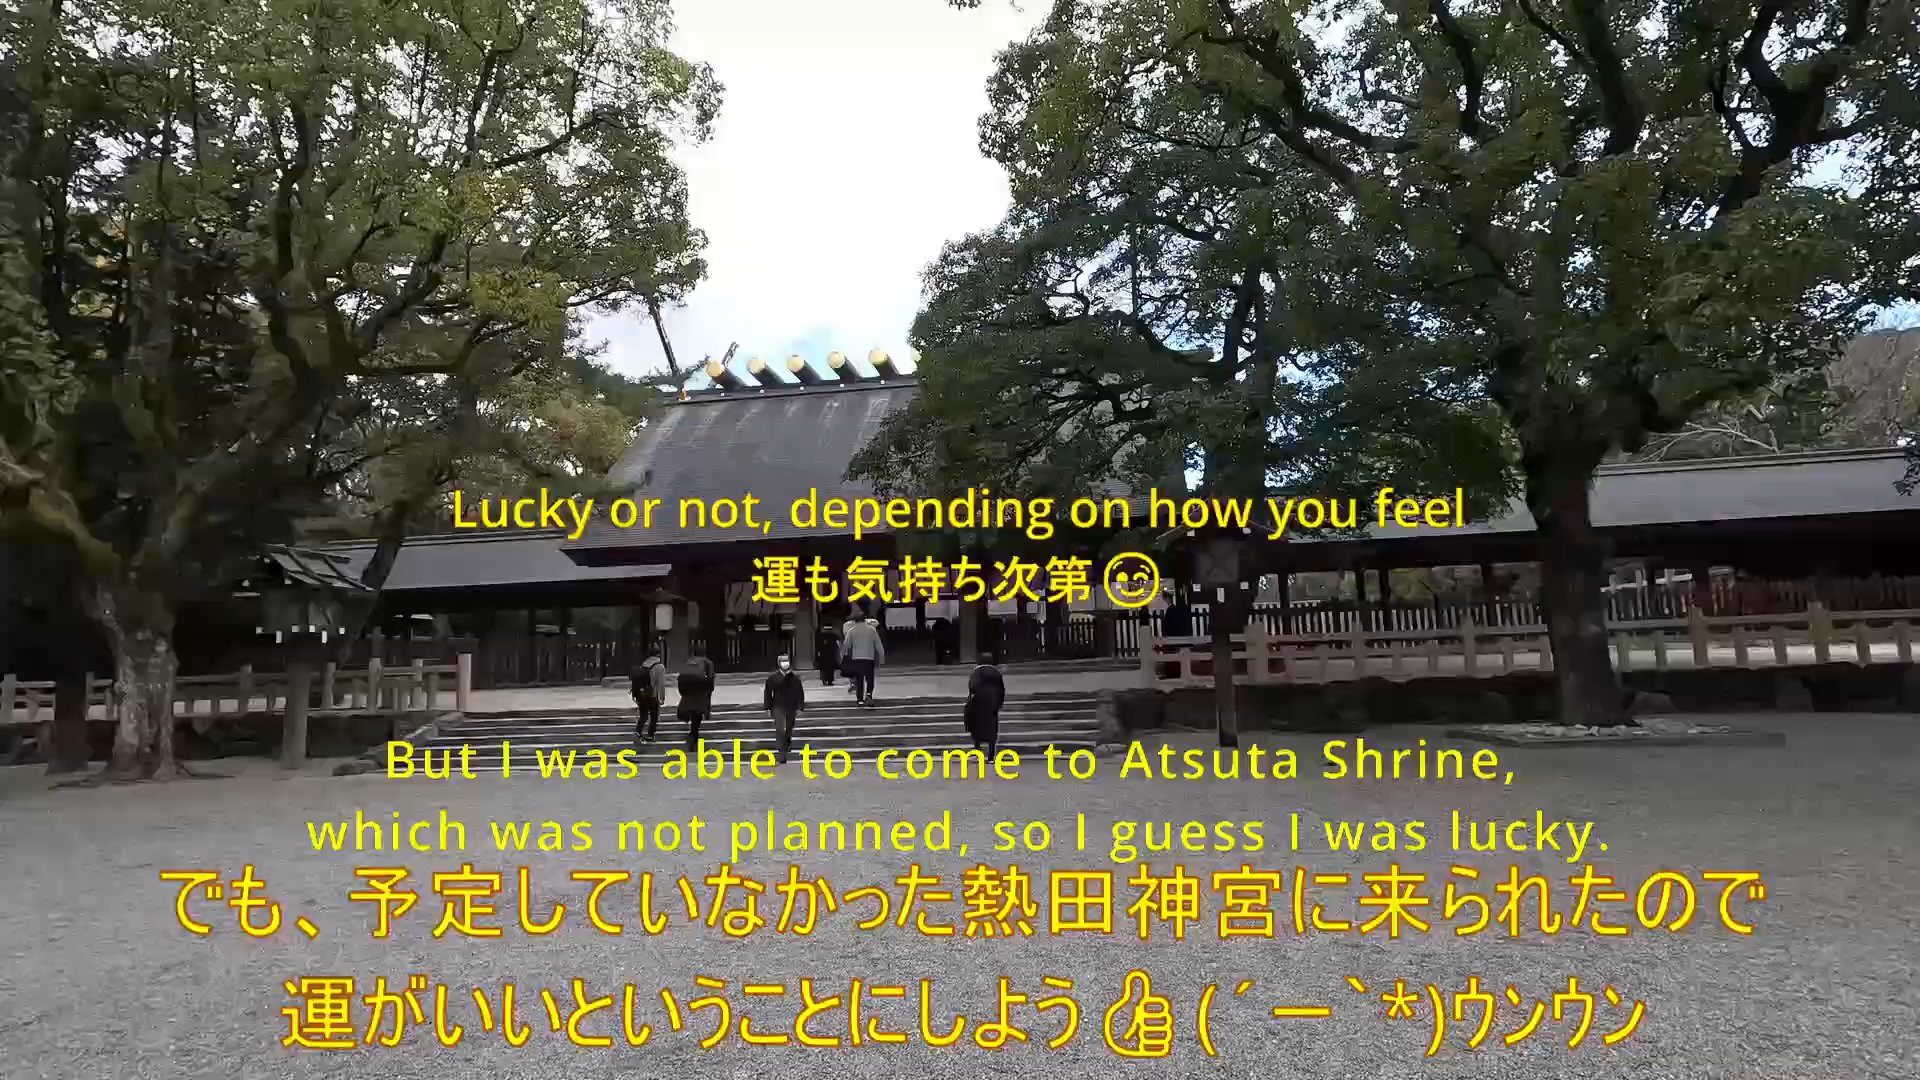 Lucky or not, depending on how you feel
運も気持ち次第😉
But I was able to come to Atsuta Shrine,
which was not planned, so I guess I was lucky.
でも、予定していなかった熱田神宮に来られたので
運がいいということにしよう👍(´ー`*)ウンウン